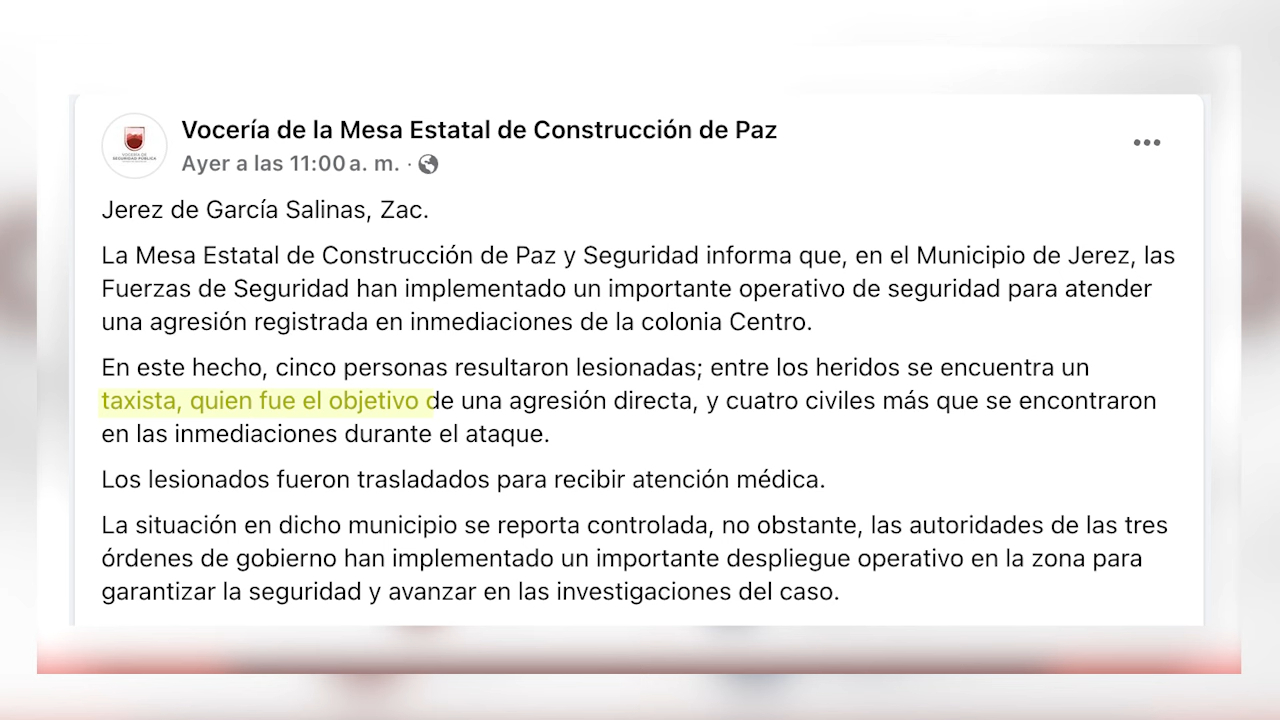 Vocería de la Mesa Estatal de Construcción de Paz
Ayer a las 11:00 a. m. ·
Jerez de García Salinas, Zac.
La Mesa Estatal de Construcción de Paz y Seguridad informa que, en el Municipio de Jerez, las
Fuerzas de Seguridad han implementado un importante operativo de seguridad para atender
una agresión registrada en inmediaciones de la colonia Centro.
En este hecho, cinco personas resultaron lesionadas; entre los heridos se encuentra un
taxista, quien fue el objetivo de una agresión directa, y cuatro civiles más que se encontraron
en las inmediaciones durante el ataque.
Los lesionados fueron trasladados para recibir atención médica.
La situación en dicho municipio se reporta controlada, no obstante, las autoridades de las tres
órdenes de gobierno han implementado un importante despliegue operativo en la zona para
garantizar la seguridad y avanzar en las investigaciones del caso.